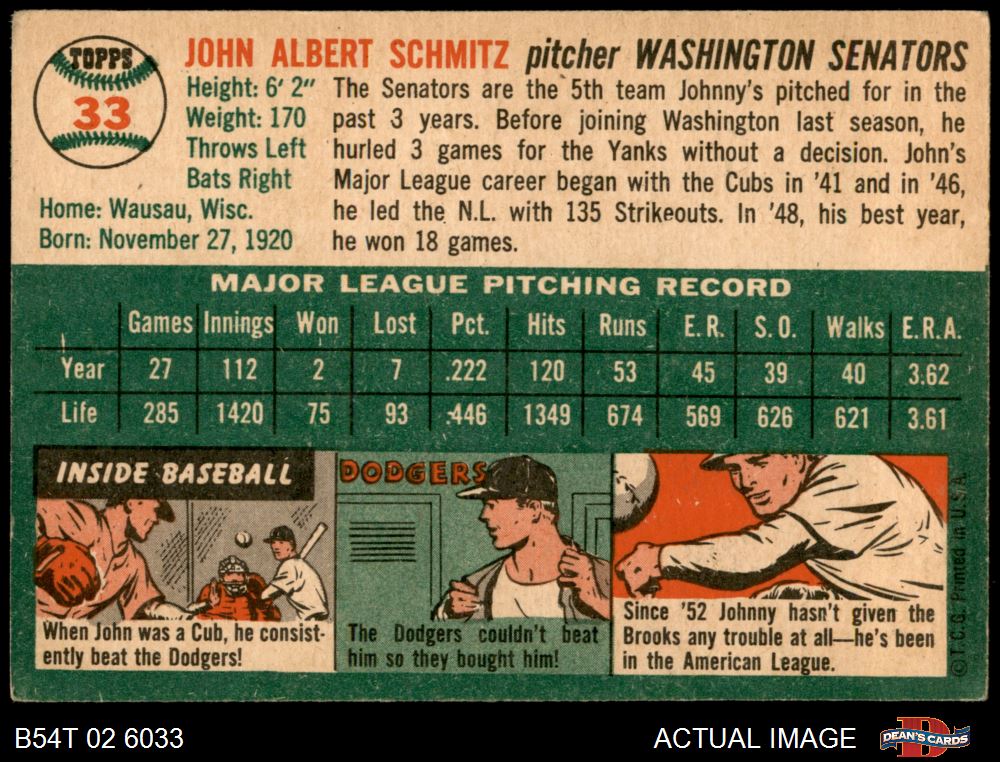 TOPPS
33
JOHN ALBERT SCHMITZ pitcher WASHINGTON SENATORS
Height: 6' 2"
Weight: 170
Throws Left
Bats Right
Home: Wausau, Wisc.
Born: November 27, 1920
The Senators are the 5th team Johnny's pitched for in the
past 3 years. Before joining Washington last season, he
hurled 3 games for the Yanks without a decision. John's
Major League career began with the Cubs in '41 and in '46,
he led the N.L. with 135 Strikeouts. In '48, his best year,
he won 18 games.
MAJOR LEAGUE PITCHING RECORD
Games Innings Won Lost Pct. Hits Runs E.R. S.O. Walks E.R.A.
Year 27 112 2 7 .222 120 53 45 39 40 3.62
Life 285 1420 75 93 .446 1349 674 569 626 621 3.61
INSIDE BASEBALL
When John was a Cub, he consist-
ently beat the Dodgers!
DODGERS
The Dodgers couldn't beat
him so they bought him!
Since '52 Johnny hasn't given the
Brooks any trouble at all—he's been
in the American League.
© T.C.G. Printed in U.S.A.
B54T 02 6033
ACTUAL IMAGE
D
DEAN'S CARDS